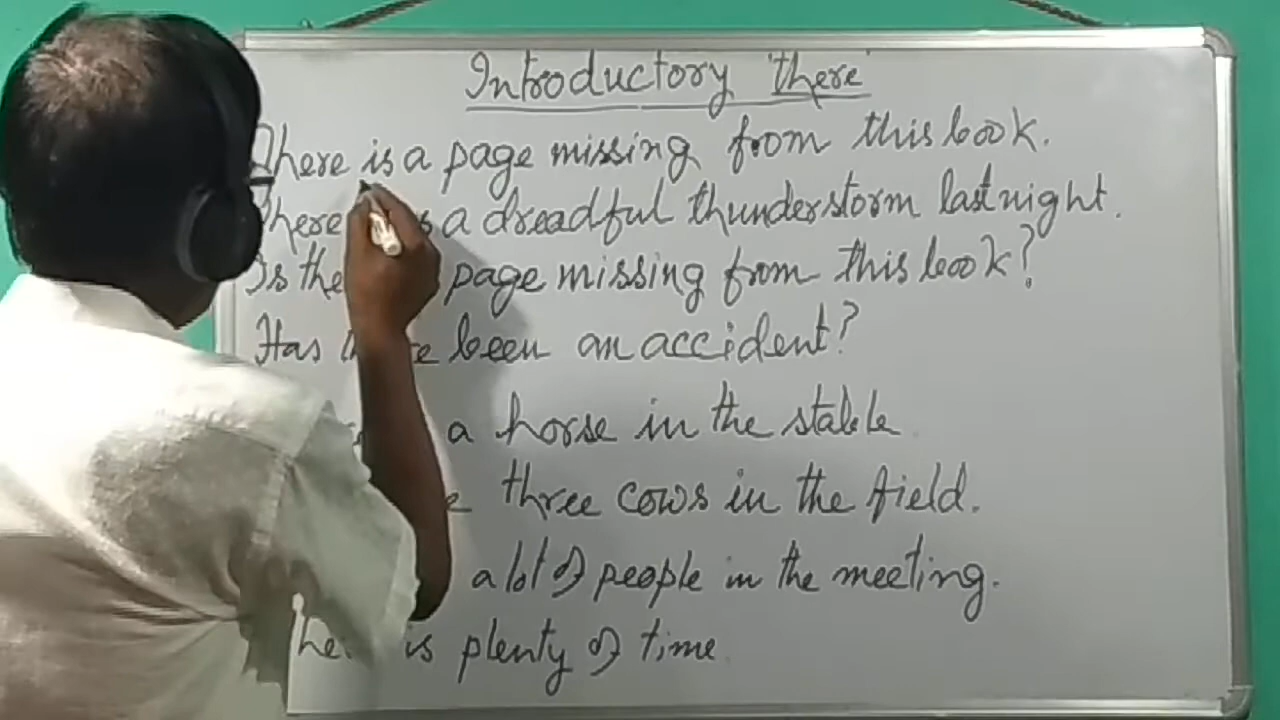 Introductory 'there'
There is a page missing from this book.
There a dreadful thunderstorm last night.
Is page missing from this book?
Has been an accident?
a horse in the stable
three cows in the field.
a lot of people in the meeting.
is plenty of time